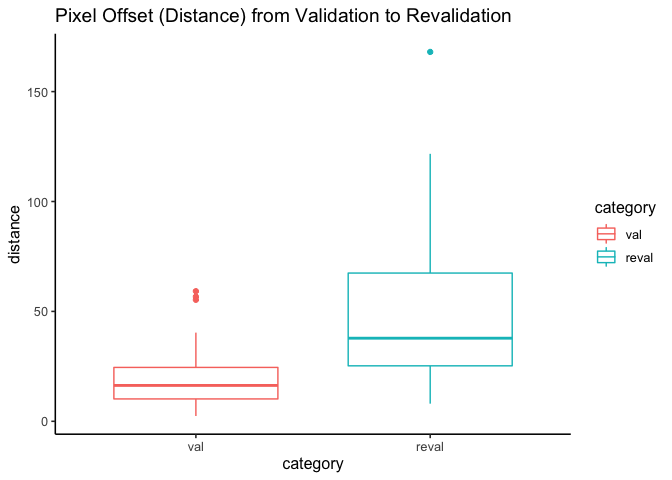 Pixel Offset (Distance) from Validation to Revalidation
150
100
50
0
distance
val
reval
category
category
val
reval